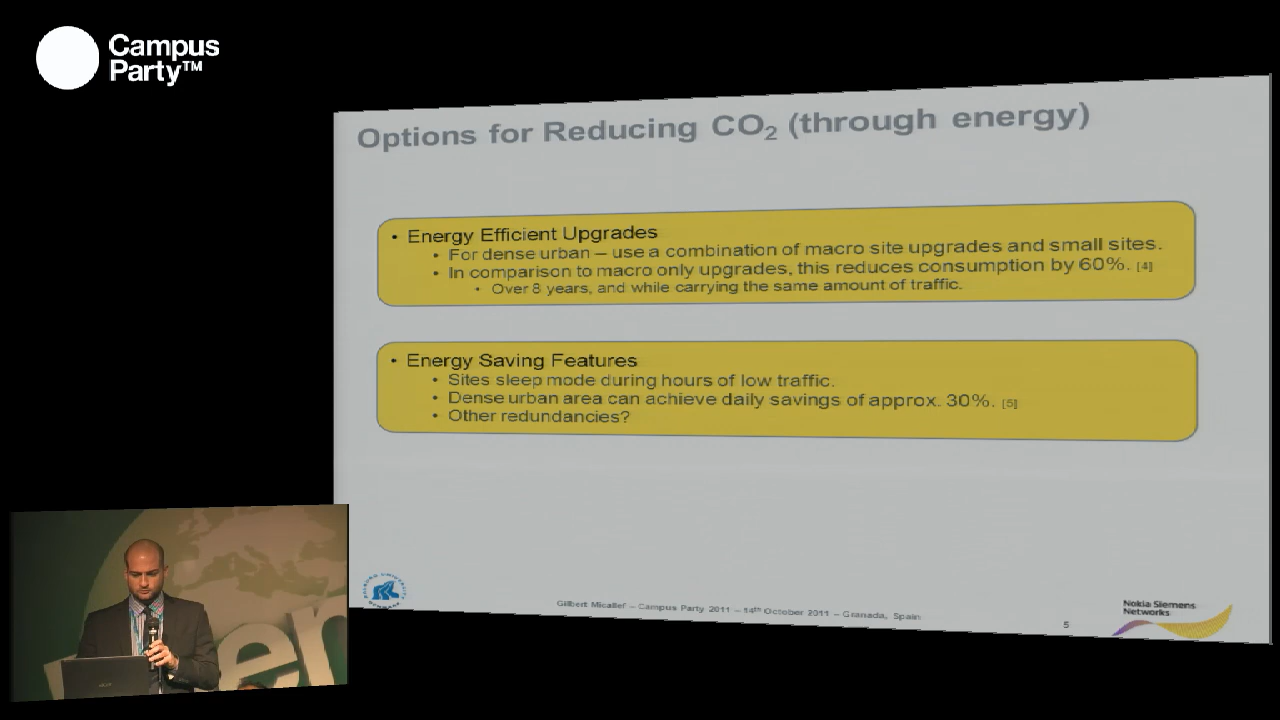 Campus
Party™
Options for Reducing CO₂ (through energy)
• Energy Efficient Upgrades
• For dense urban – use a combination of macro site upgrades and small sites.
• In comparison to macro only upgrades, this reduces consumption by 60%. [4]
• Over 8 years, and while carrying the same amount of traffic.
• Energy Saving Features
• Sites sleep mode during hours of low traffic.
• Dense urban area can achieve daily savings of approx. 30%. [5]
• Other redundancies?
Gilbert Micallef – Campus Party 2011 – 14th October 2011 – Granada, Spain
5
Nokia Siemens
Networks